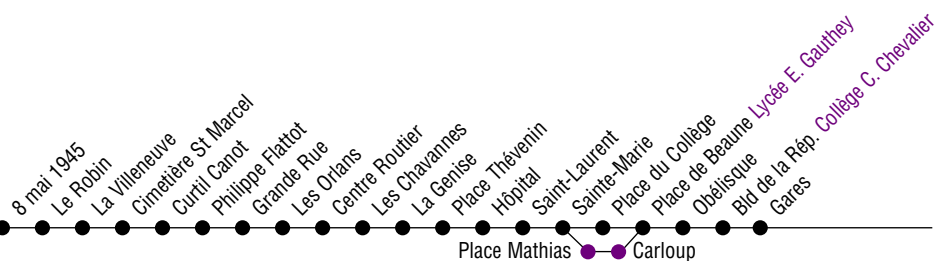 8 mai 1945
Le Robin
La Villeneuve
Cimetière St Marcel
Curtil Canot
Philippe Flattot
Grande Rue
Les Orlans
Centre Routier
Les Chavannes
La Genise
Place Thévenin
Hôpital
Saint-Laurent
Sainte-Marie
Place du Collège
Place de Beaune Lycée E. Gauthey
Obélisque
Bld de la Rép. Collège C. Chevalier
Gares
Place Mathias
Carloup